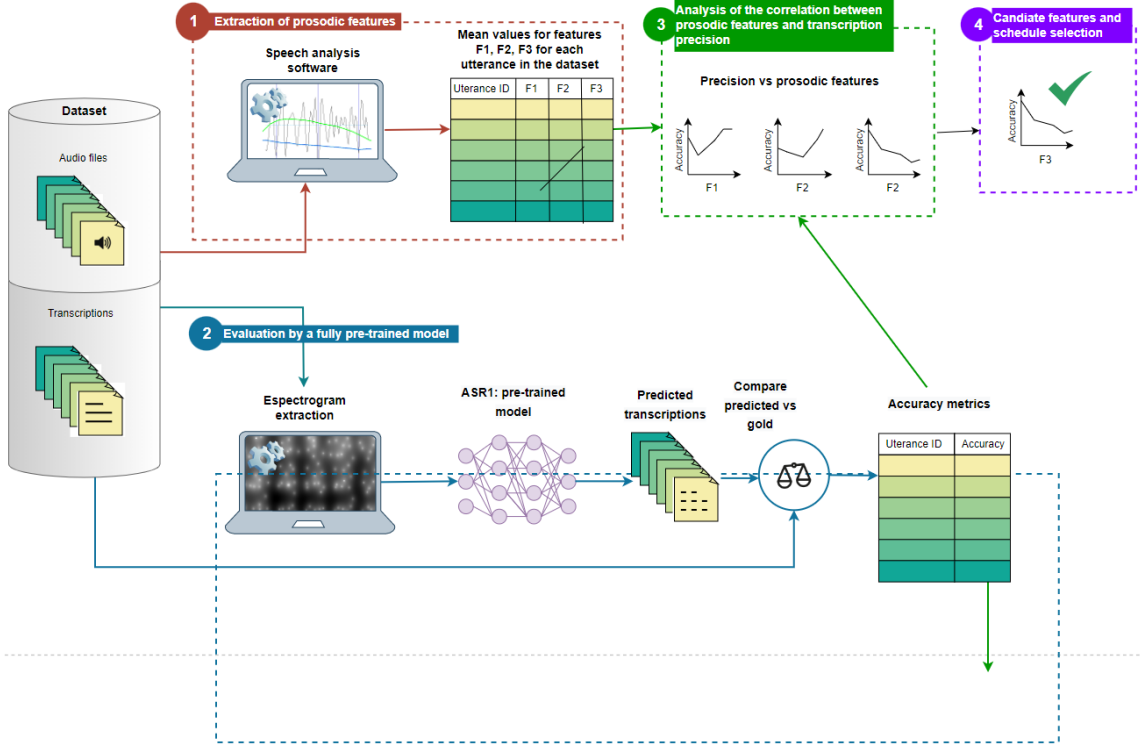 1 Extraction of prosodic features
Speech analysis
software
Mean values for features
F1, F2, F3 for each
utterance in the dataset
Uterance ID F1 F2 F3
3 Analysis of the correlation between
prosodic features and transcription
precision
Precision vs prosodic features
Accuracy
F1
Accuracy
F2
Accuracy
F2
4 Candiate features and
schedule selection
Accuracy
F3
Dataset
Audio files
Transcriptions
2 Evaluation by a fully pre-trained model
Espectrogram
extraction
ASR1: pre-trained
model
Predicted
transcriptions
Compare
predicted vs
gold
Accuracy metrics
Uterance ID Accuracy